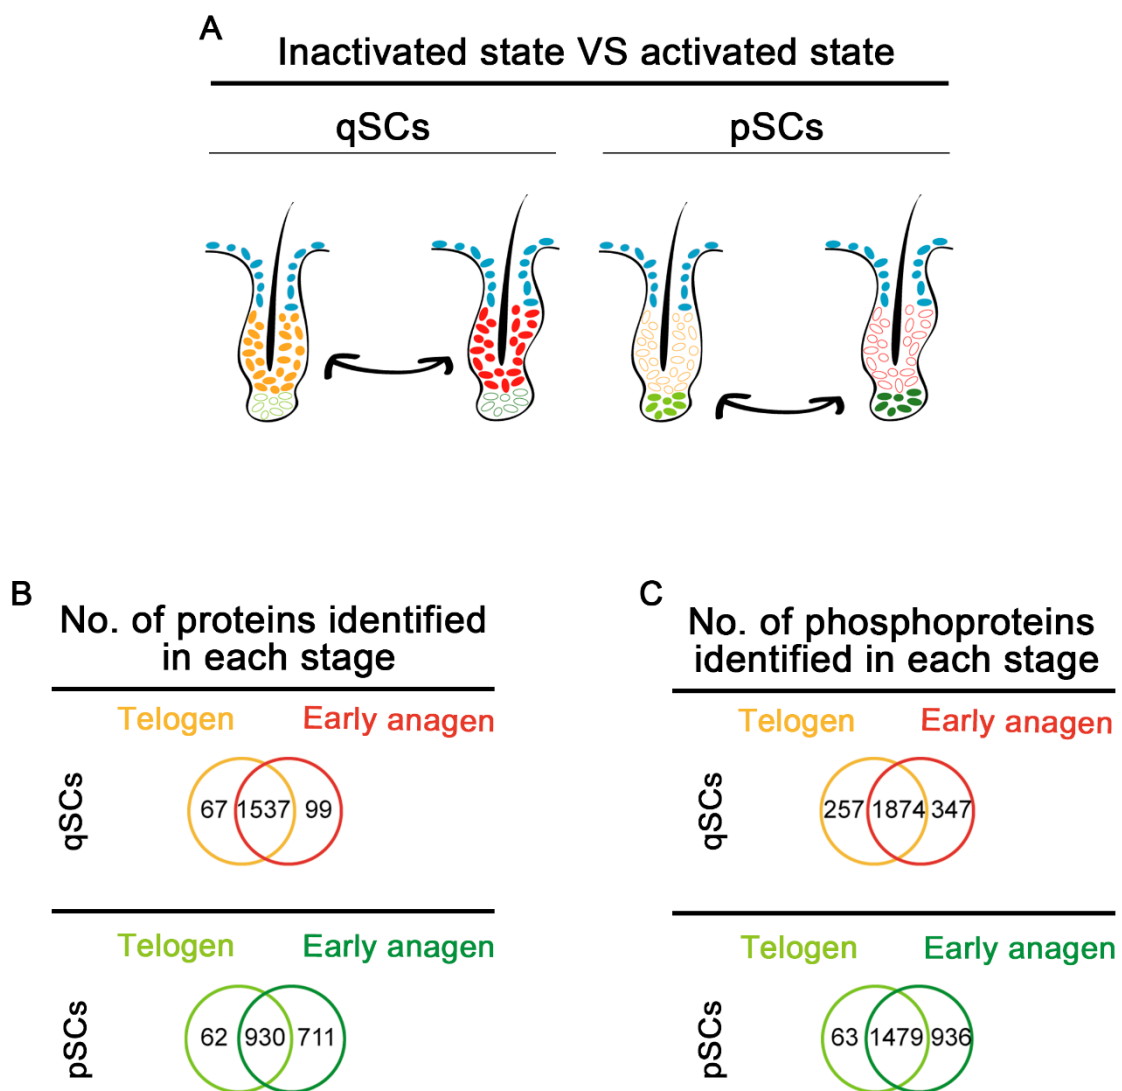 A
Inactivated state VS activated state
qSCs
pSCs
B
No. of proteins identified
in each stage
Telogen
Early anagen
qSCs
67
1537
99
Telogen
Early anagen
pSCs
62
930
711
C
No. of phosphoproteins
identified in each stage
Telogen
Early anagen
qSCs
257
1874
347
Telogen
Early anagen
pSCs
63
1479
936